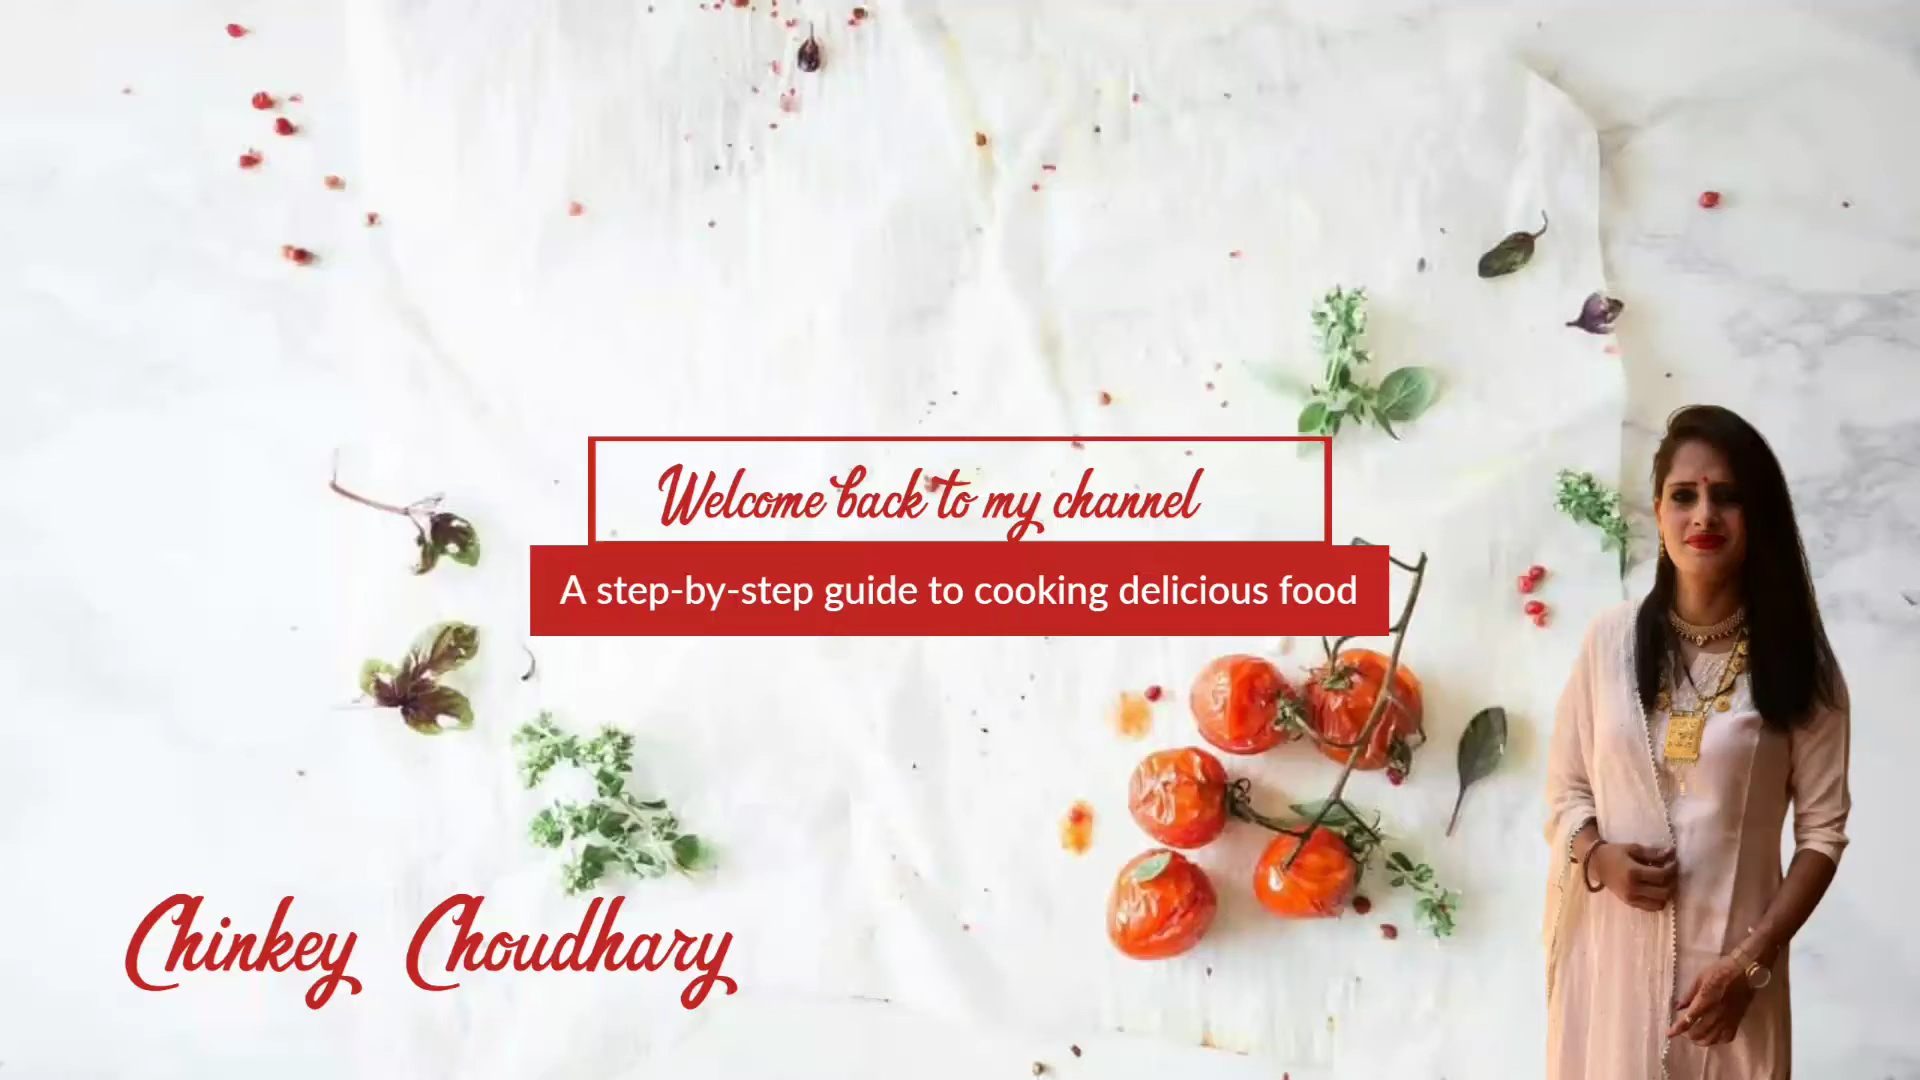 Welcome back to my channel
A step-by-step guide to cooking delicious food
Chinkey Choudhary